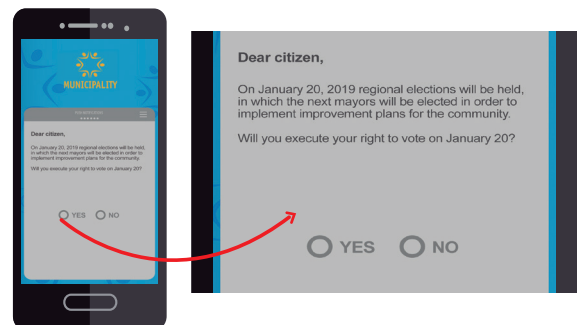 MUNICIPALITY
Dear citizen,
On January 20, 2019 regional elections will be held,
in which the next mayors will be elected in order to
implement improvement plans for the community.
Will you execute your right to vote on January 20?
YES NO
Dear citizen,
On January 20, 2019 regional elections will be held,
in which the next mayors will be elected in order to
implement improvement plans for the community.
Will you execute your right to vote on January 20?
YES NO